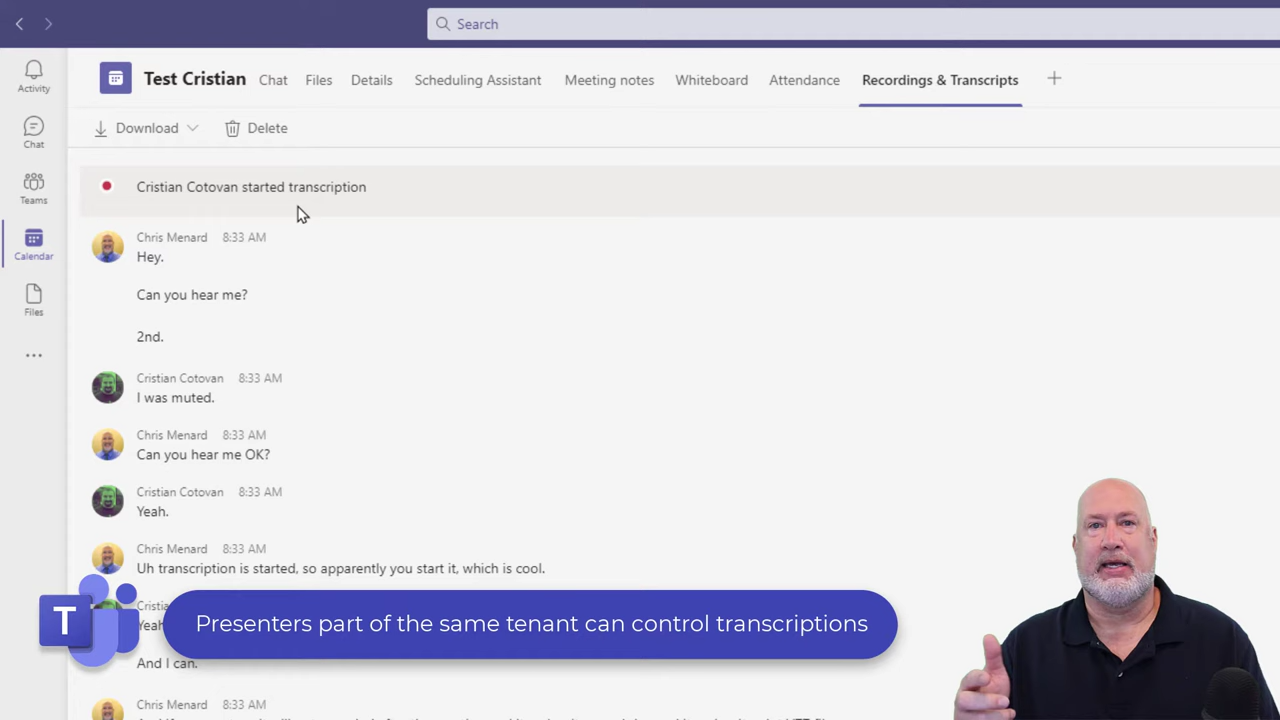 Search
Activity
Chat
Teams
Calendar
Files
Test Cristian Chat Files Details Scheduling Assistant Meeting notes Whiteboard Attendance Recordings & Transcripts
Download Delete
Cristian Cotovan started transcription
Chris Menard 8:33 AM
Hey.
Can you hear me?
2nd.
Cristian Cotovan 8:33 AM
I was muted.
Chris Menard 8:33 AM
Can you hear me OK?
Cristian Cotovan 8:33 AM
Yeah.
Chris Menard 8:33 AM
Uh transcription is started, so apparently you start it, which is cool.
T
Presenters part of the same tenant can control transcriptions
And I can.
Chris Menard 8:33 AM